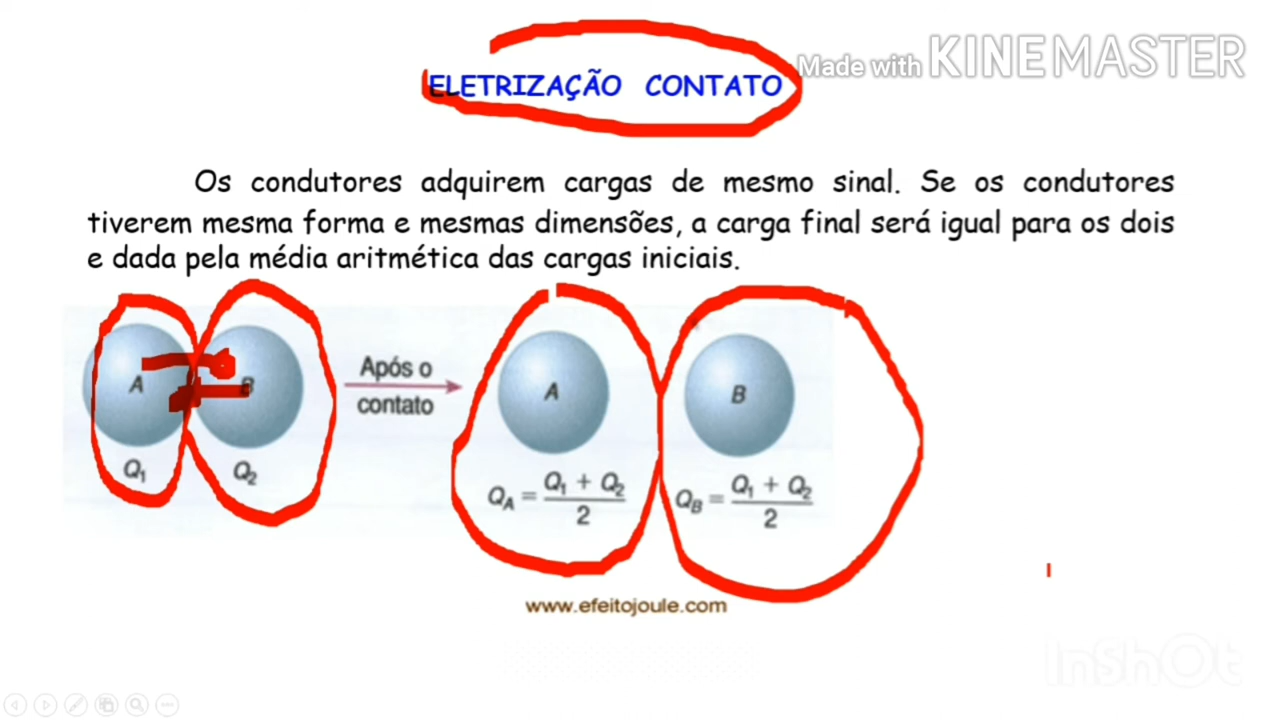 Made with KINEMASTER
ELETRIZAÇÃO CONTATO
Os condutores adquirem cargas de mesmo sinal. Se os condutores
tiverem mesma forma e mesmas dimensões, a carga final será igual para os dois
e dada pela média aritmética das cargas iniciais.
A B
Q₁ Q₂
Após o
contato
A B
Q_A = (Q₁ + Q₂)/2 Q_B = (Q₁ + Q₂)/2
www.efeitojoule.com
InShOt